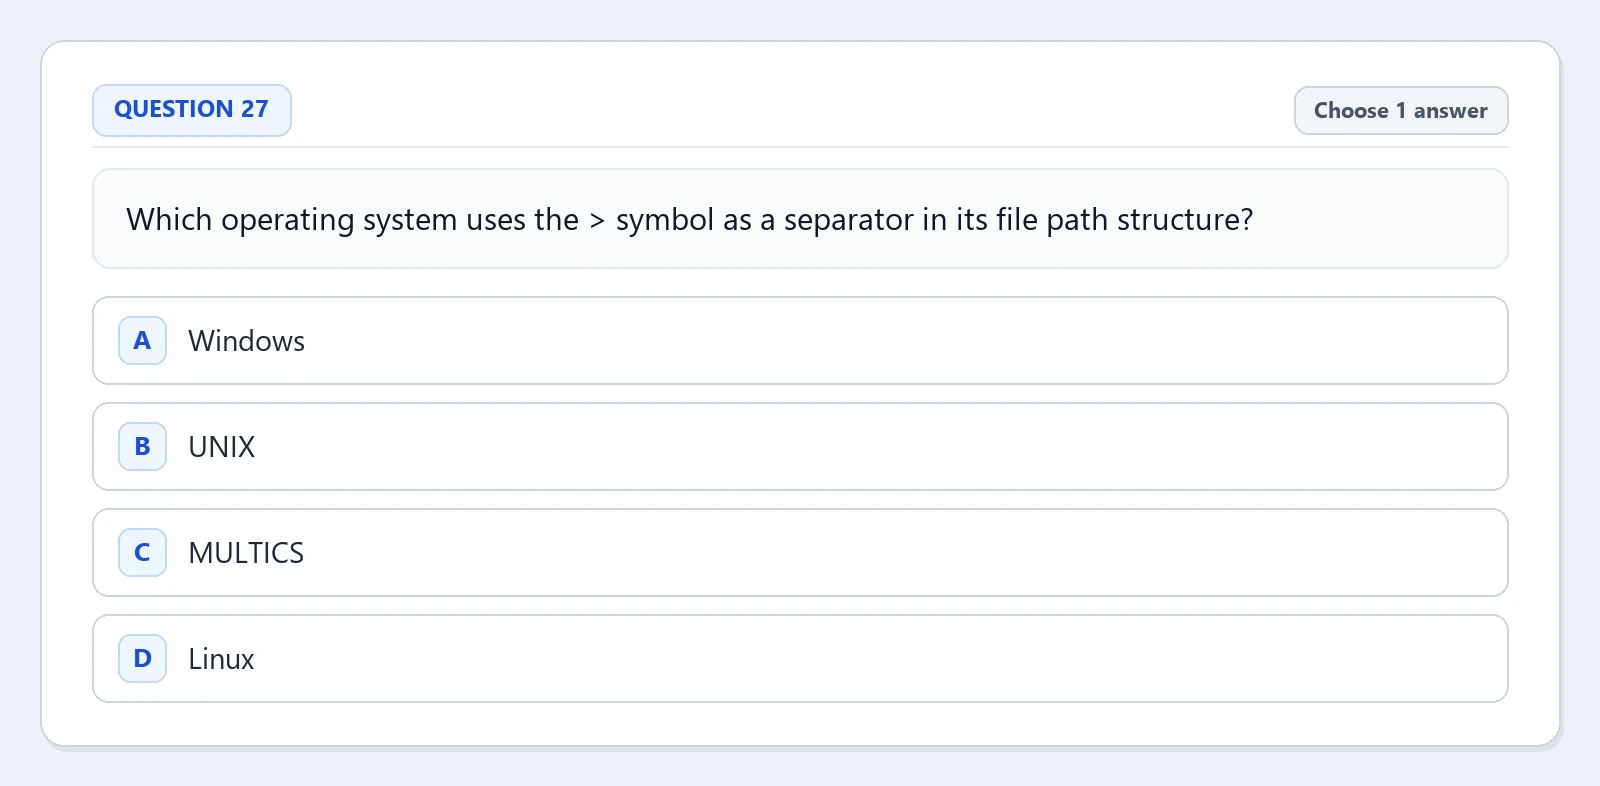 QUESTION 27
Choose 1 answer
Which operating system uses the > symbol as a separator in its file path structure?
A Windows
B UNIX
C MULTICS
D Linux